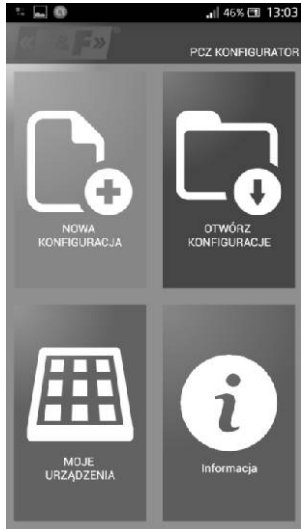 46% 13:03
«F&F»
PCZ KONFIGURATOR
NOWA
KONFIGURACJA
OTWÓRZ
KONFIGURACJE
MOJE
URZĄDZENIA
i
Informacja